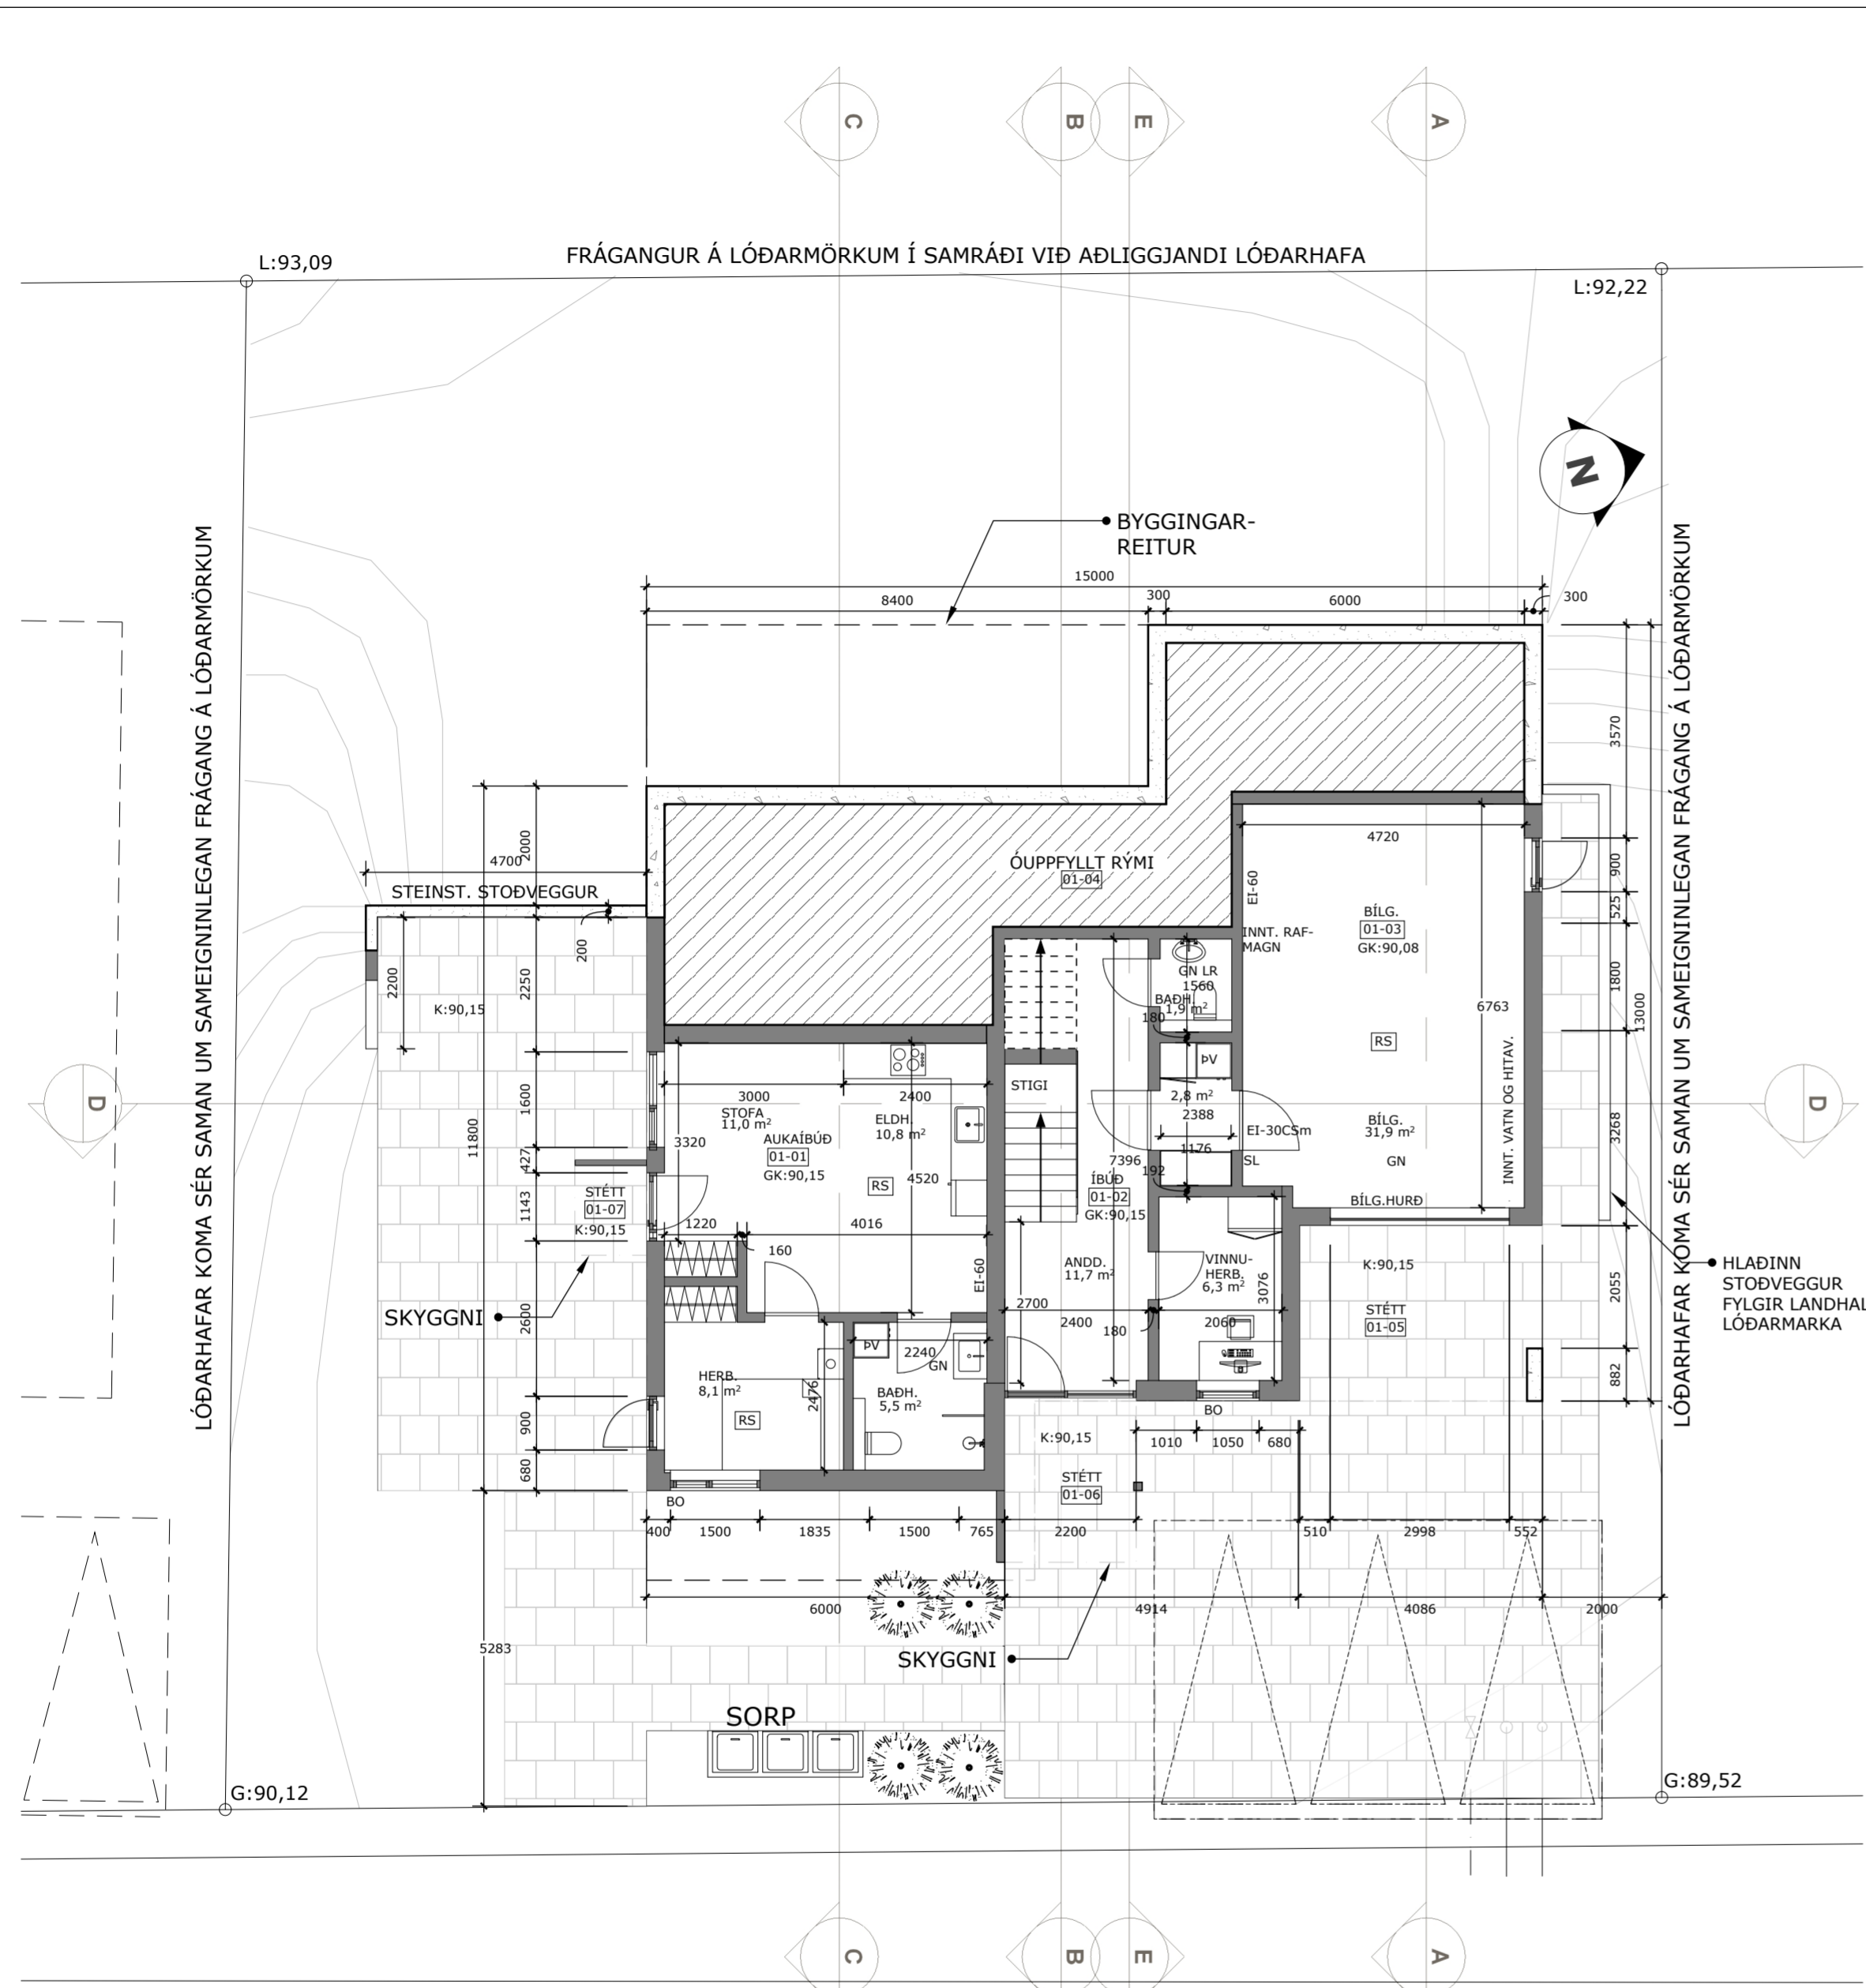 C
B
E
A
L:93,09
FRÁGANGUR Á LÓÐARMÖRKUM Í SAMRÁÐI VIÐ AÐLIGGJANDI LÓÐARHAFA
L:92,22
N
LÓÐARHAFAR KOMA SÉR SAMAN UM SAMEIGNINLEGAN FRÁGANG Á LÓÐARMÖRKUM
LÓÐARHAFAR KOMA SÉR SAMAN UM SAMEIGNINLEGAN FRÁGANG Á LÓÐARMÖRKUM
BYGGINGAR-
REITUR
15000
8400
300
6000
300
3570
2000
4700
STEINST. STOÐVEGGUR
200
2200
2250
K:90,15
11800
1600
427
1143
2600
900
680
5283
ÓUPPFYLLT RÝMI
01-04
4720
EI-60
INNT. RAF-
MAGN
BÍLG.
01-03
GK:90,08
900
525
1800
13000
3268
6763
RS
INNT. VATN OG HITAV.
BÍLG.
31,9 m²
GN
BÍLG.HURÐ
GN LR
1560
BAÐH.
1,9 m²
180
ÞV
2,8 m²
2388
1176
EI-30CSm
SL
192
STIGI
7396
ÍBÚÐ
01-02
GK:90,15
3000
2400
STOFA
11,0 m²
ELDH.
10,8 m²
3320
AUKAÍBÚÐ
01-01
GK:90,15
RS
4520
STÉTT
01-07
K:90,15
1220
4016
160
EI-60
ANDD.
11,7 m²
VINNU-
HERB.
6,3 m²
3076
2700
2400
180
2060
K:90,15
STÉTT
01-05
2055
882
HLAÐINN
STOÐVEGGUR
FYLGIR LANDHAL
LÓÐARMARKA
SKYGGNI
ÞV
2240
GN
HERB.
8,1 m²
2476
RS
BAÐH.
5,5 m²
BO
K:90,15
1010
1050
680
STÉTT
01-06
BO
400
1500
1835
1500
765
2200
510
2998
552
6000
4914
4086
2000
SKYGGNI
SORP
G:90,12
G:89,52
D
D
C
B
E
A